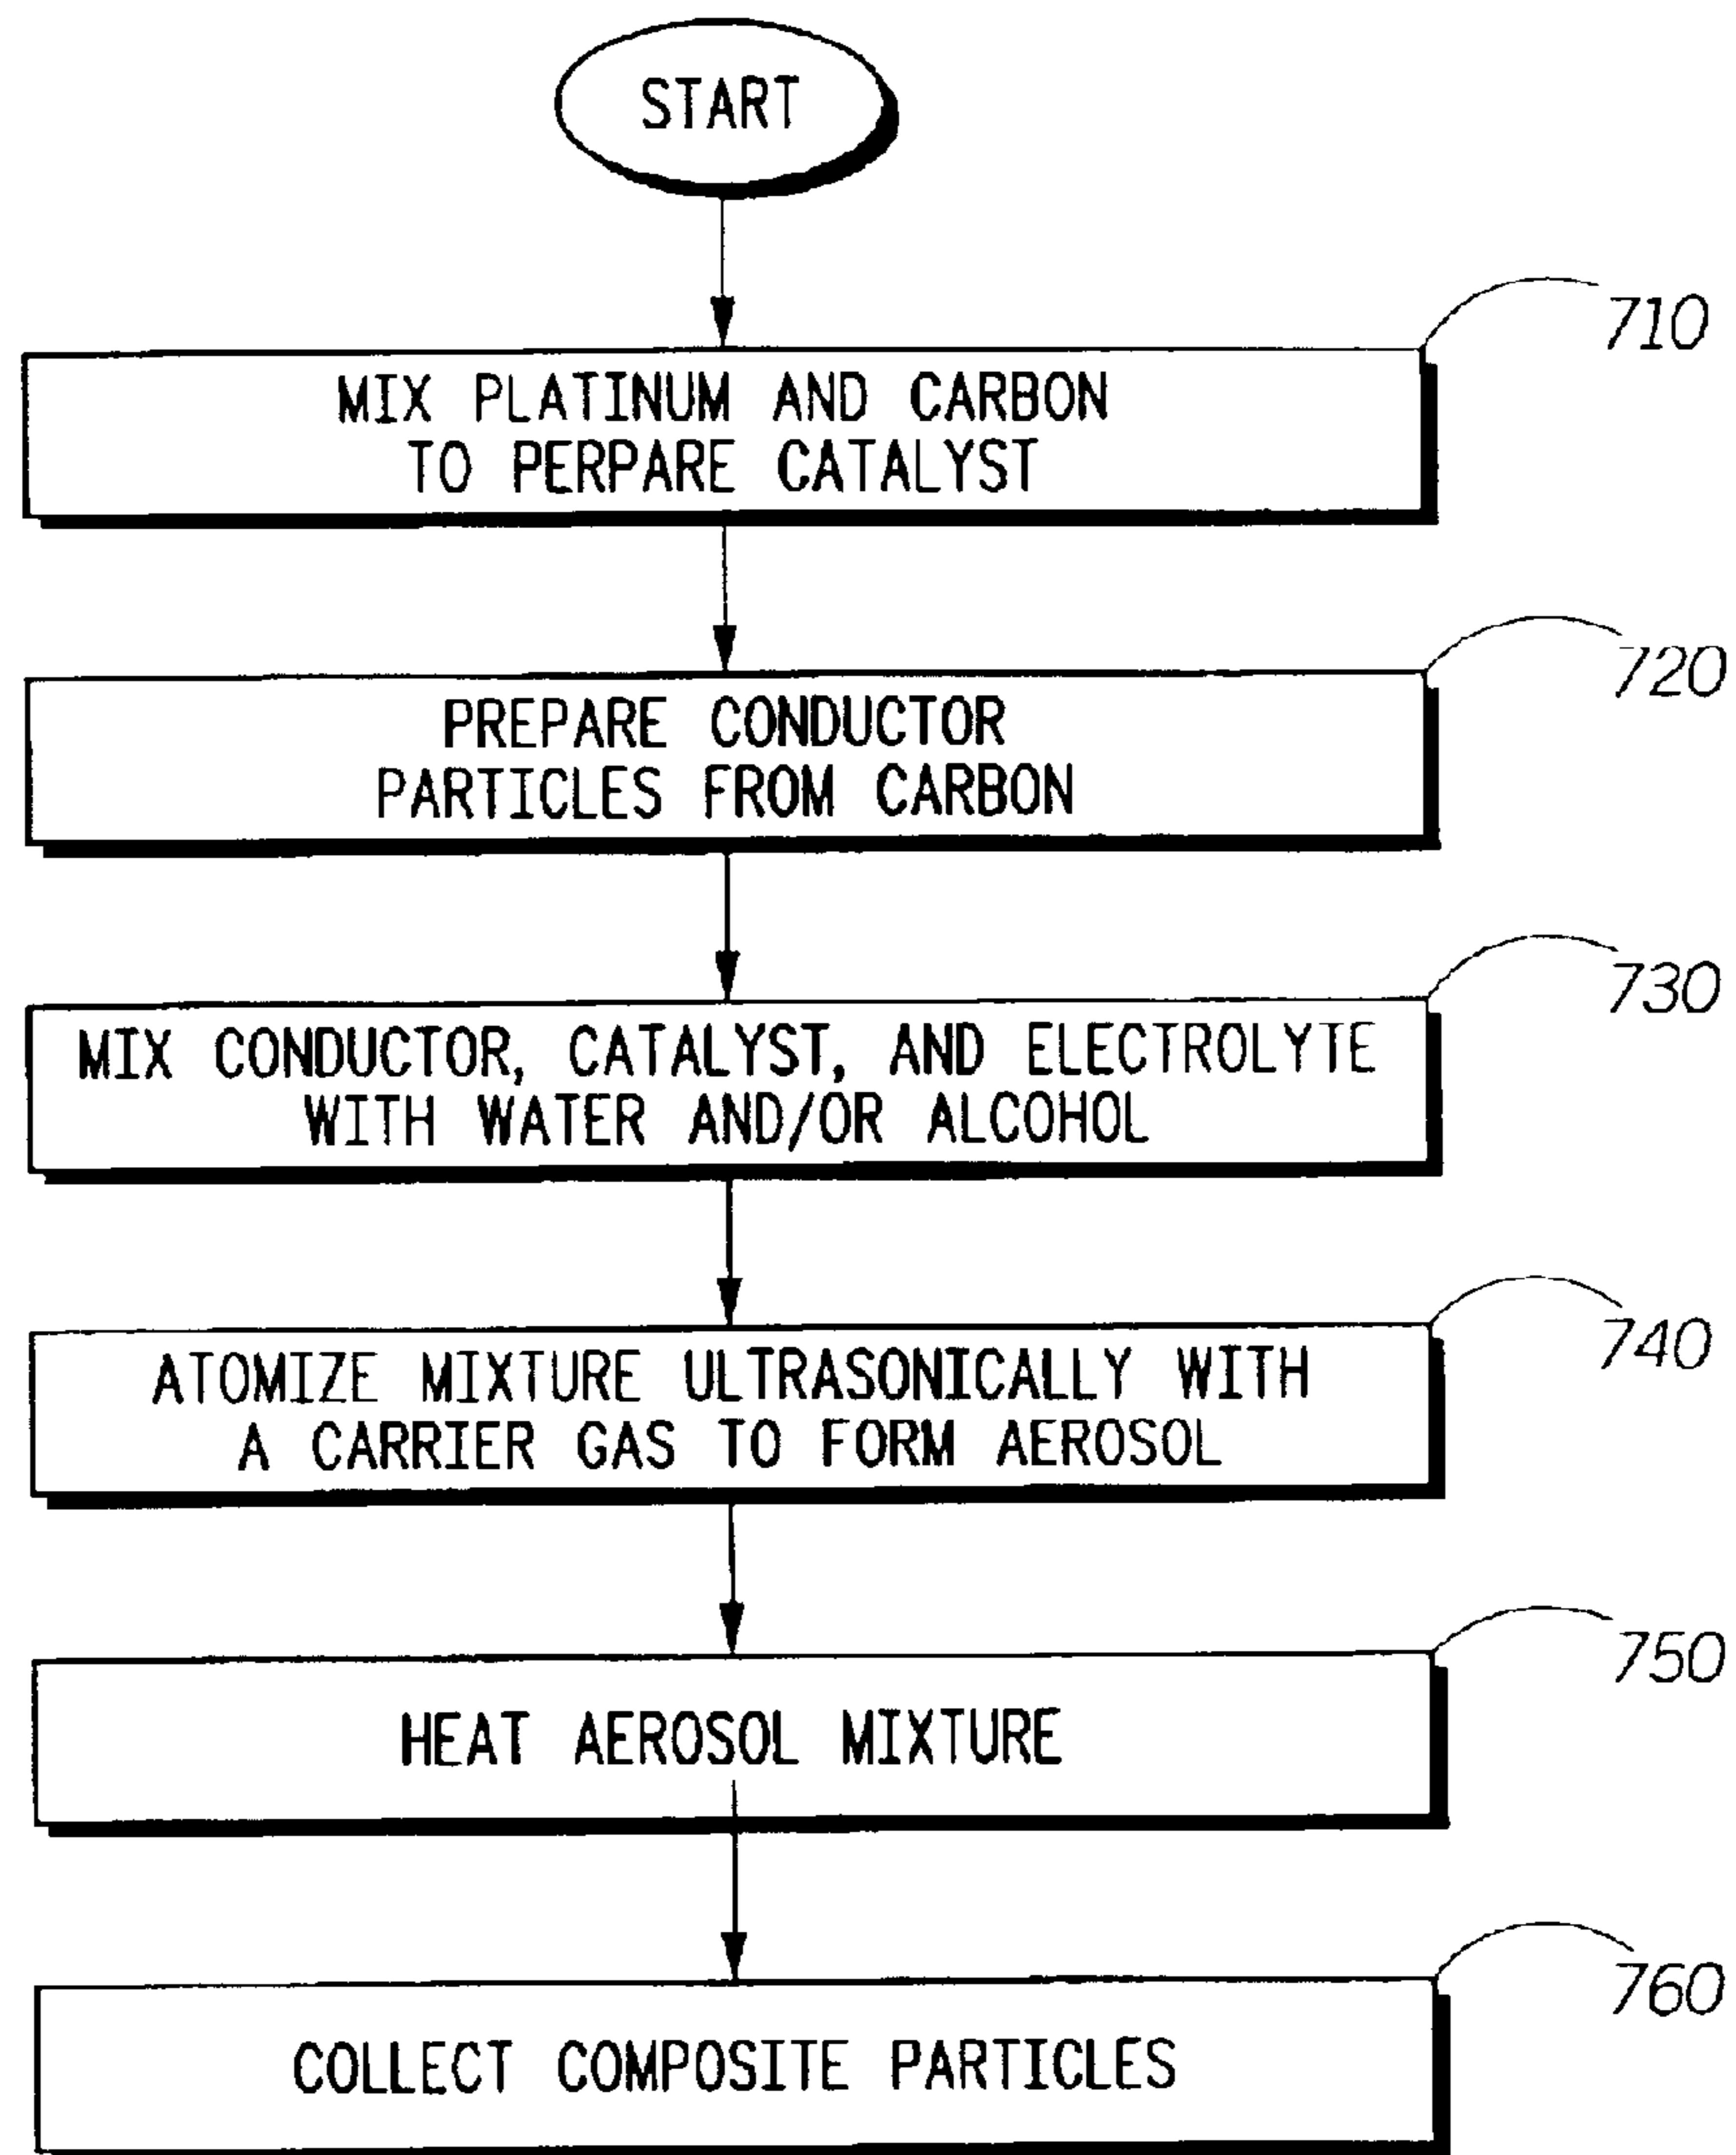 START
710
MIX PLATINUM AND CARBON
TO PERPARE CATALYST
720
PREPARE CONDUCTOR
PARTICLES FROM CARBON
730
MIX CONDUCTOR, CATALYST, AND ELECTROLYTE
WITH WATER AND/OR ALCOHOL
740
ATOMIZE MIXTURE ULTRASONICALLY WITH
A CARRIER GAS TO FORM AEROSOL
750
HEAT AEROSOL MIXTURE
760
COLLECT COMPOSITE PARTICLES